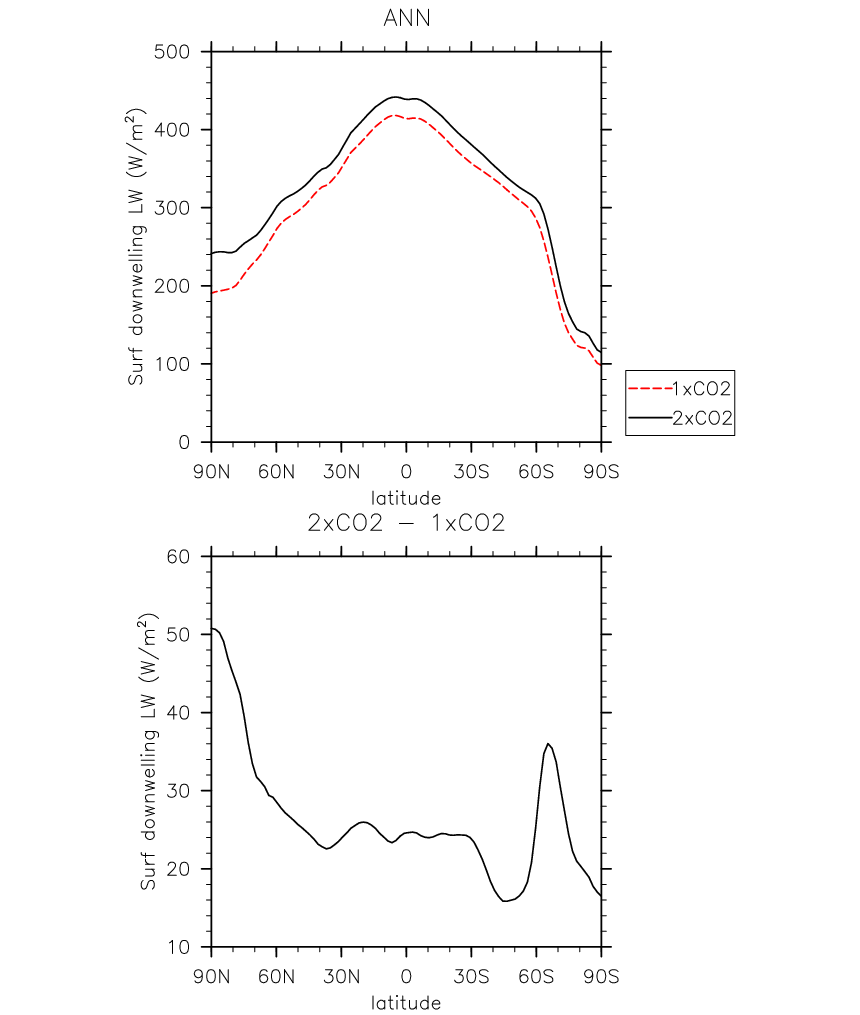 ANN
Surf downwelling LW (W/m²)
500
400
300
200
100
0
90N 60N 30N 0 30S 60S 90S
latitude
1xCO2
2xCO2
2xCO2 − 1xCO2
Surf downwelling LW (W/m²)
60
50
40
30
20
10
90N 60N 30N 0 30S 60S 90S
latitude